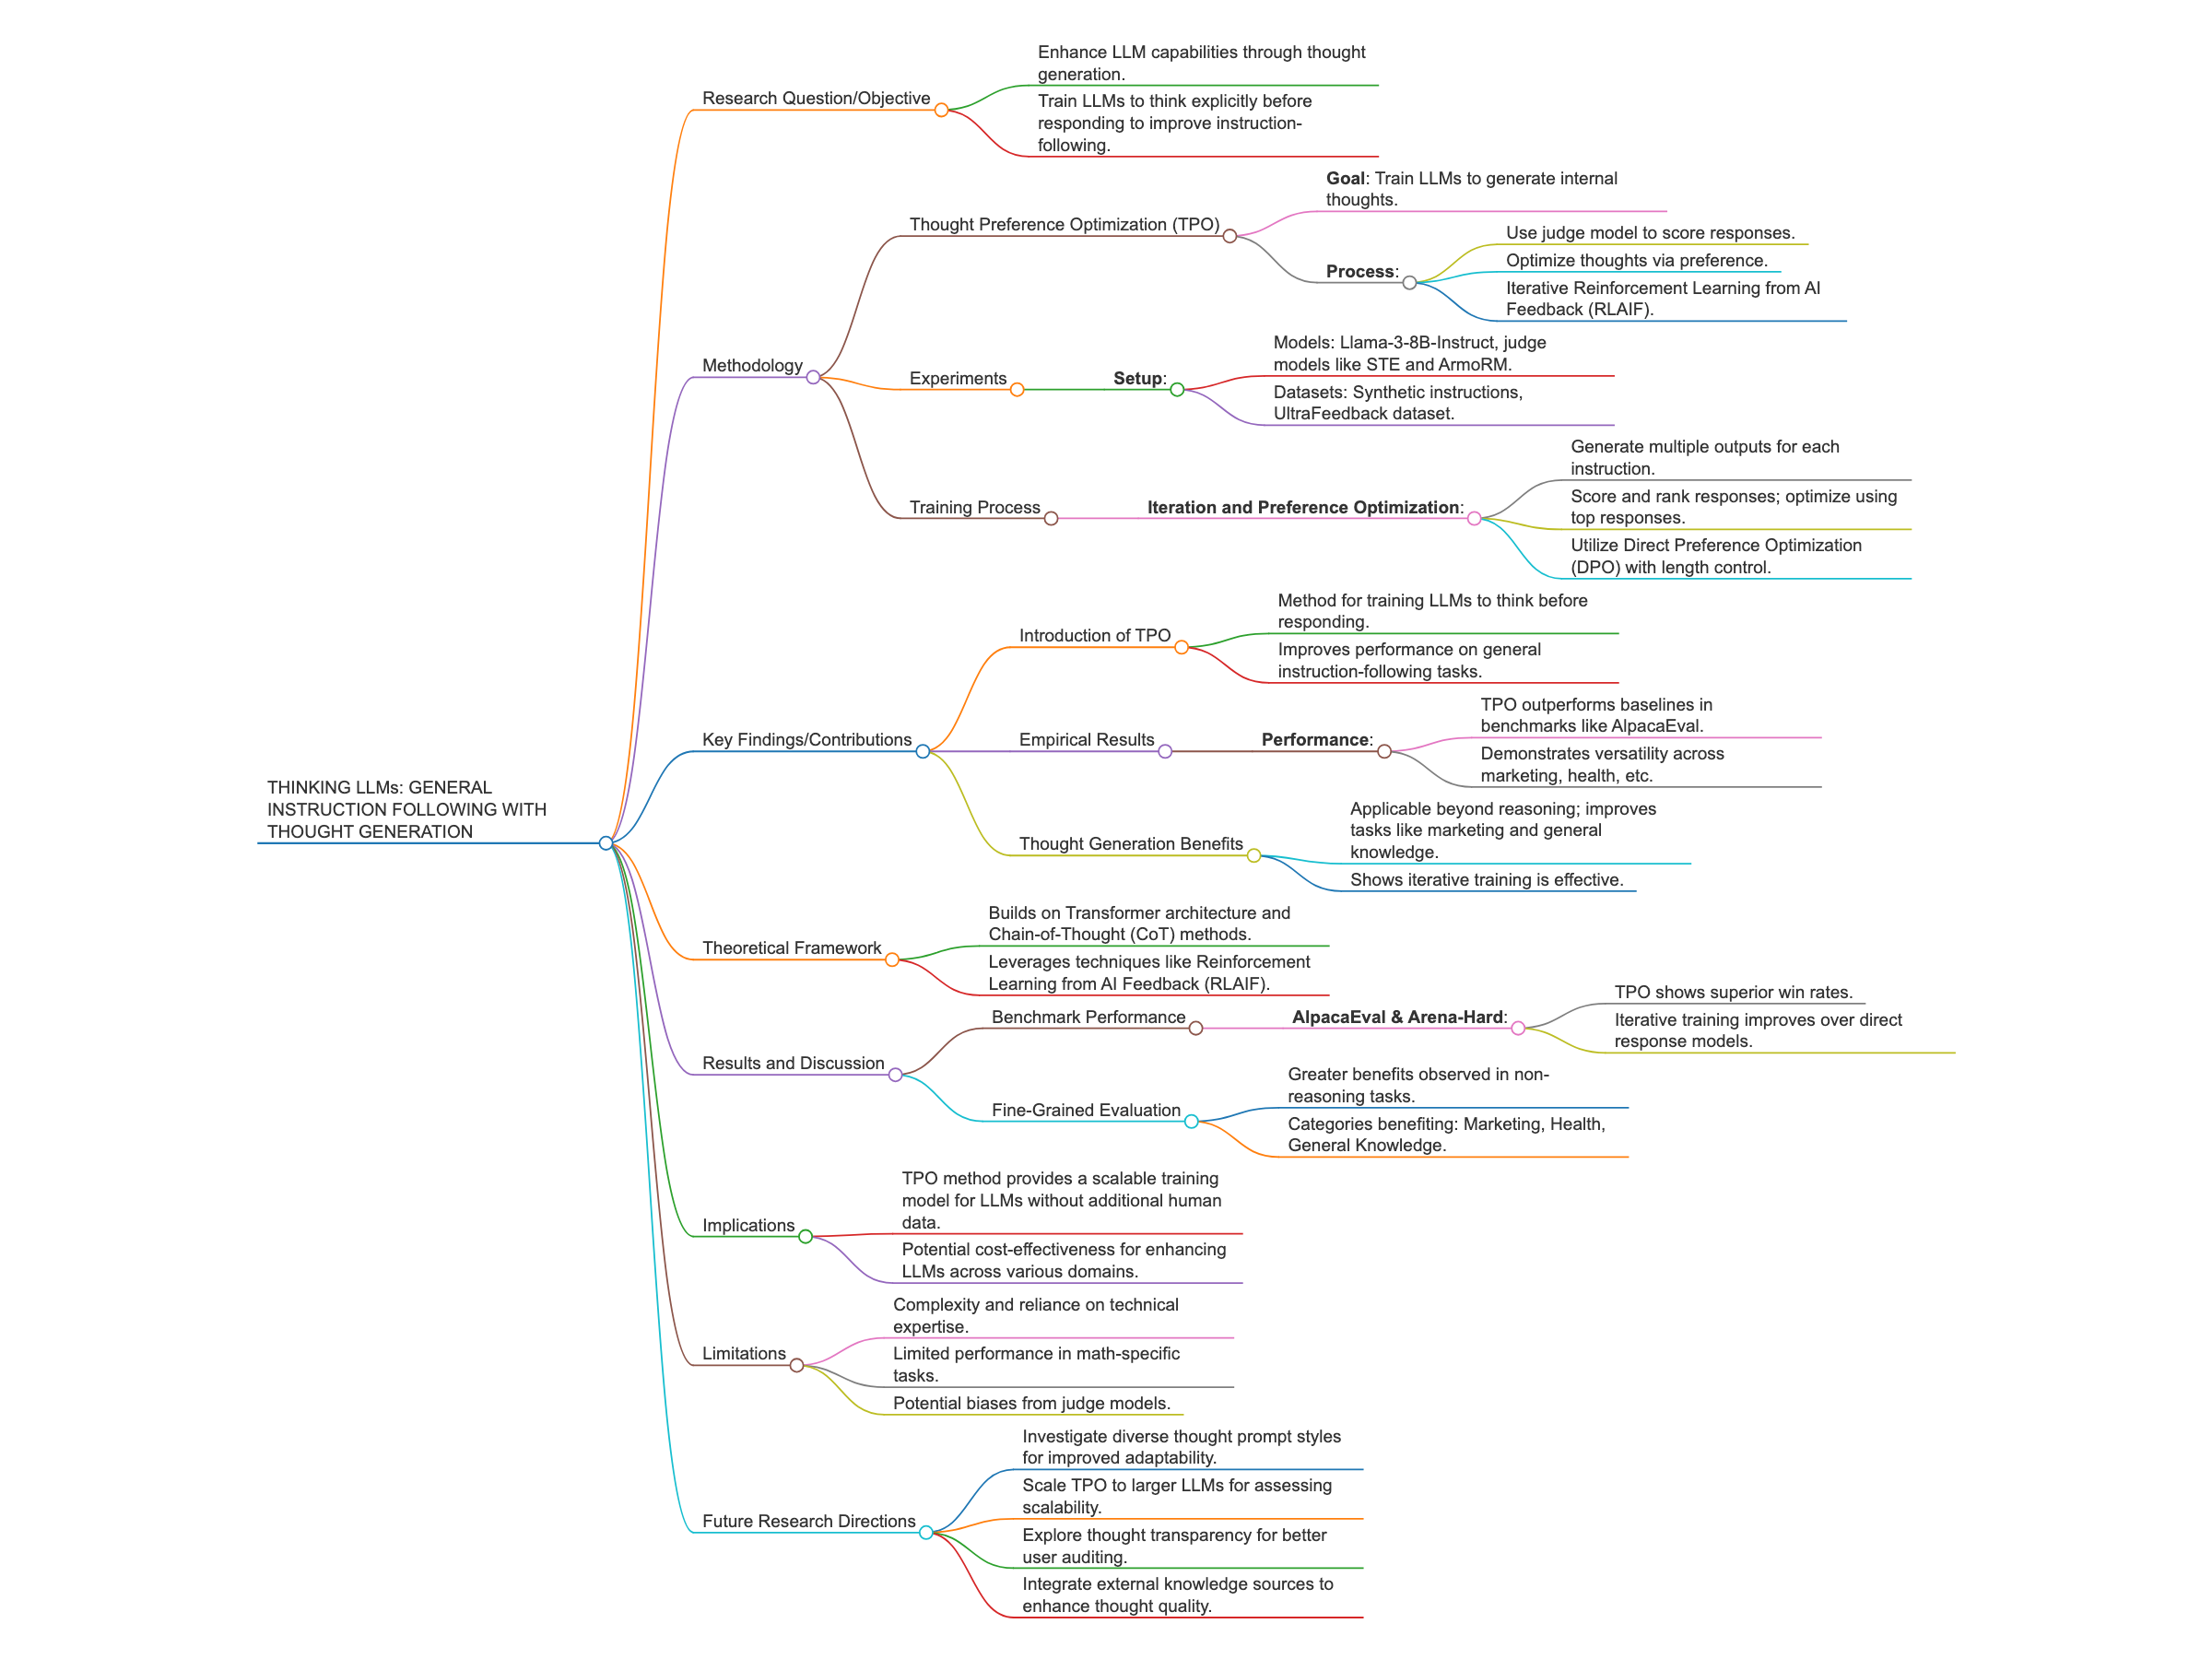 THINKING LLMs: GENERAL
INSTRUCTION FOLLOWING WITH
THOUGHT GENERATION
Research Question/Objective
Enhance LLM capabilities through thought
generation.
Train LLMs to think explicitly before
responding to improve instruction-
following.
Methodology
Thought Preference Optimization (TPO)
Goal: Train LLMs to generate internal
thoughts.
Process:
Use judge model to score responses.
Optimize thoughts via preference.
Iterative Reinforcement Learning from AI
Feedback (RLAIF).
Experiments
Setup:
Models: Llama-3-8B-Instruct, judge
models like STE and ArmoRM.
Datasets: Synthetic instructions,
UltraFeedback dataset.
Training Process
Iteration and Preference Optimization:
Generate multiple outputs for each
instruction.
Score and rank responses; optimize using
top responses.
Utilize Direct Preference Optimization
(DPO) with length control.
Key Findings/Contributions
Introduction of TPO
Method for training LLMs to think before
responding.
Improves performance on general
instruction-following tasks.
Empirical Results
Performance:
TPO outperforms baselines in
benchmarks like AlpacaEval.
Demonstrates versatility across
marketing, health, etc.
Thought Generation Benefits
Applicable beyond reasoning; improves
tasks like marketing and general
knowledge.
Shows iterative training is effective.
Theoretical Framework
Builds on Transformer architecture and
Chain-of-Thought (CoT) methods.
Leverages techniques like Reinforcement
Learning from AI Feedback (RLAIF).
Results and Discussion
Benchmark Performance
AlpacaEval & Arena-Hard:
TPO shows superior win rates.
Iterative training improves over direct
response models.
Fine-Grained Evaluation
Greater benefits observed in non-
reasoning tasks.
Categories benefiting: Marketing, Health,
General Knowledge.
Implications
TPO method provides a scalable training
model for LLMs without additional human
data.
Potential cost-effectiveness for enhancing
LLMs across various domains.
Limitations
Complexity and reliance on technical
expertise.
Limited performance in math-specific
tasks.
Potential biases from judge models.
Future Research Directions
Investigate diverse thought prompt styles
for improved adaptability.
Scale TPO to larger LLMs for assessing
scalability.
Explore thought transparency for better
user auditing.
Integrate external knowledge sources to
enhance thought quality.